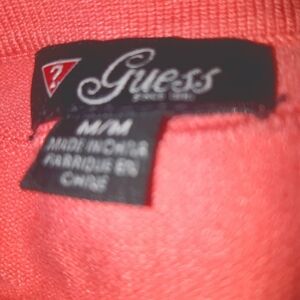 ?
Guess
M/M
MADE IN CHINA
FABRIQUE EN
CHINE